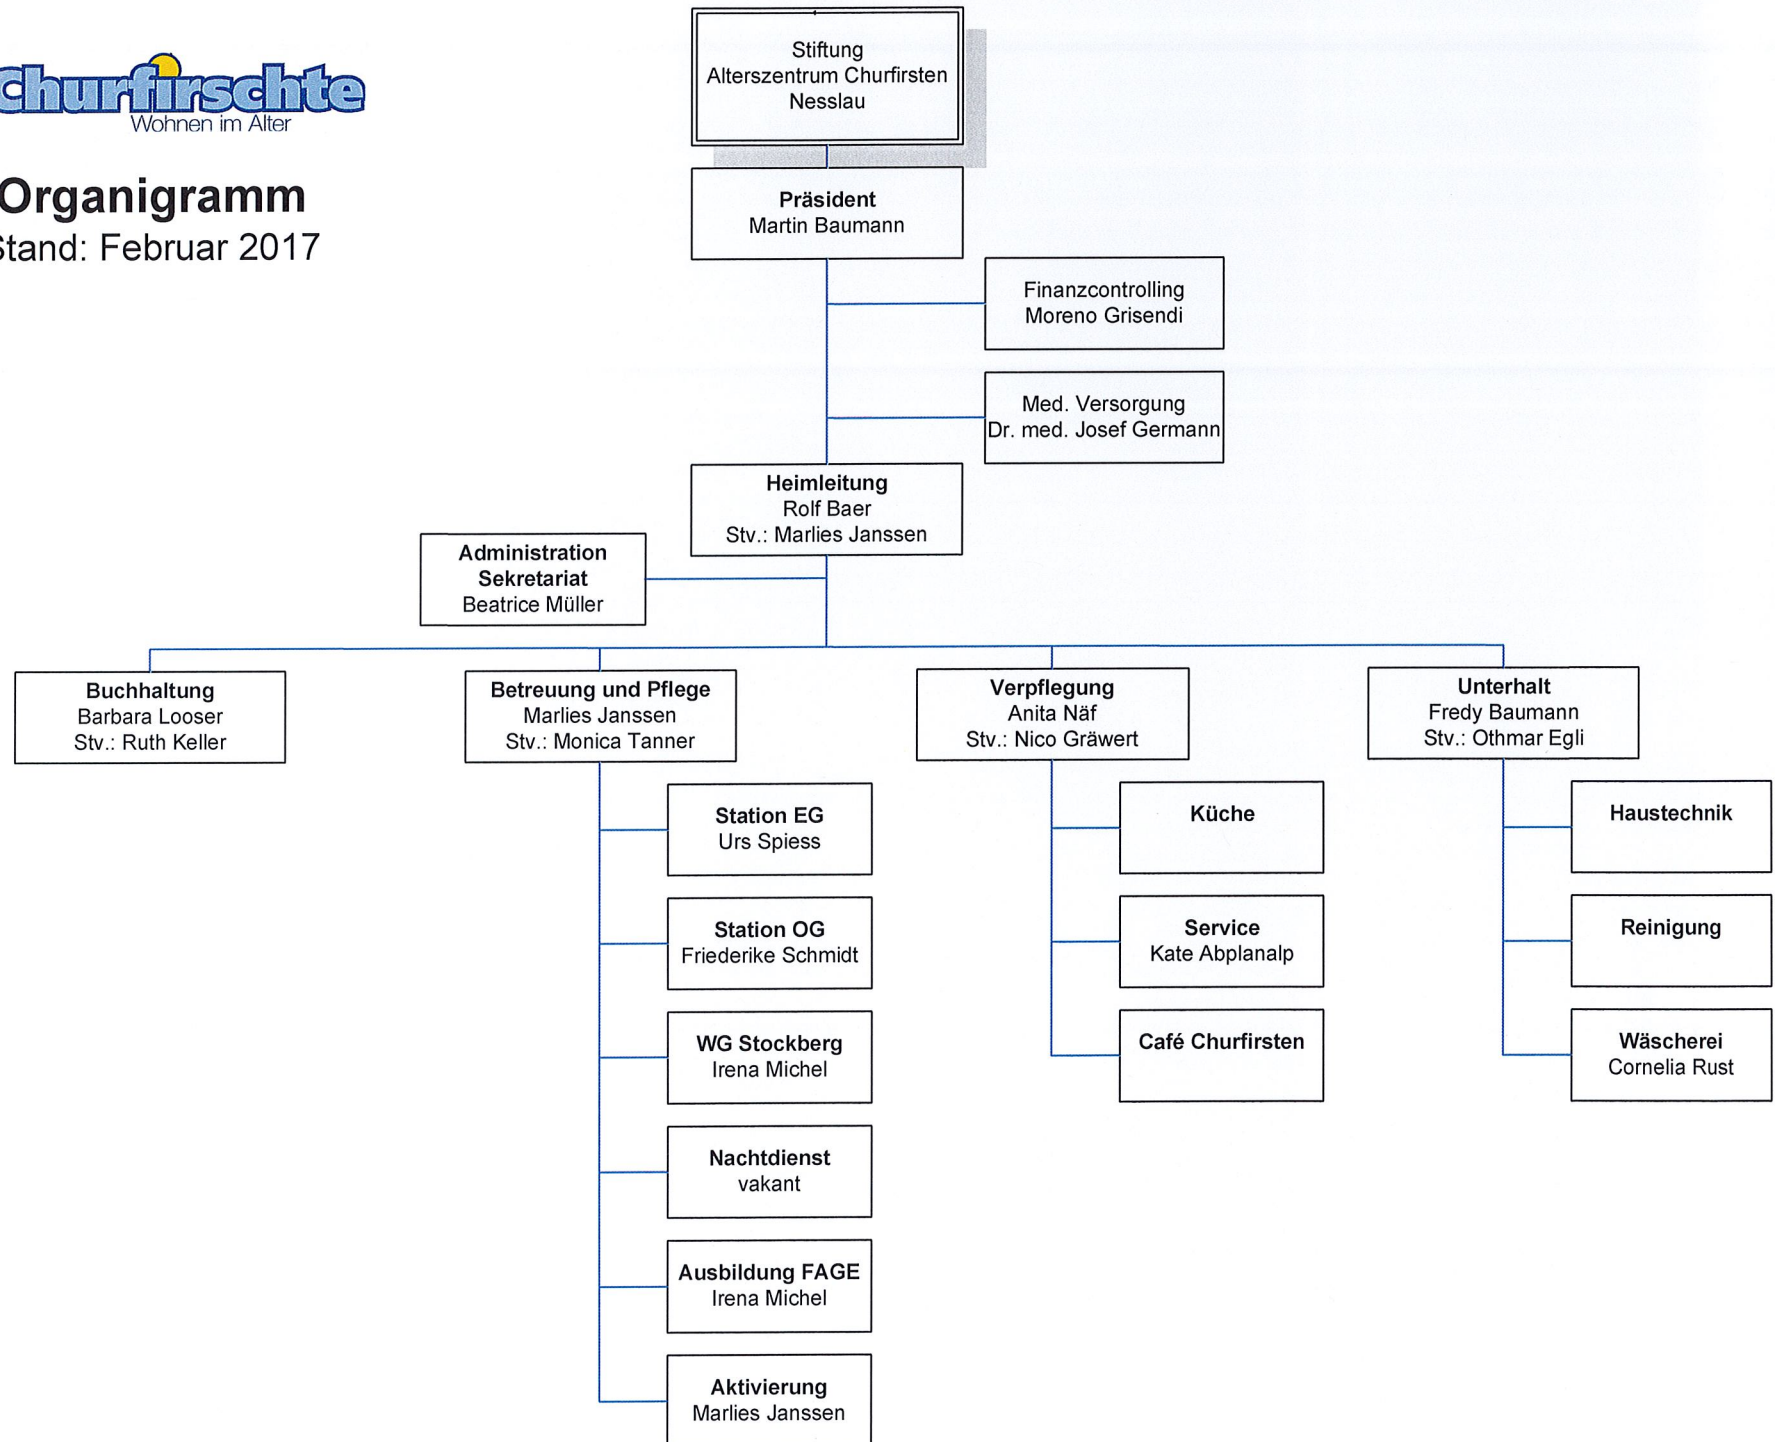 Churfirschte
Wohnen im Alter
Organigramm
Stand: Februar 2017
Stiftung
Alterszentrum Churfirsten
Nesslau
Präsident
Martin Baumann
Finanzcontrolling
Moreno Grisendi
Med. Versorgung
Dr. med. Josef Germann
Heimleitung
Rolf Baer
Stv.: Marlies Janssen
Administration
Sekretariat
Beatrice Müller
Buchhaltung
Barbara Looser
Stv.: Ruth Keller
Betreuung und Pflege
Marlies Janssen
Stv.: Monica Tanner
Station EG
Urs Spiess
Station OG
Friederike Schmidt
WG Stockberg
Irena Michel
Nachtdienst
vakant
Ausbildung FAGE
Irena Michel
Aktivierung
Marlies Janssen
Verpflegung
Anita Näf
Stv.: Nico Gräwert
Küche
Service
Kate Abplanalp
Café Churfirsten
Unterhalt
Fredy Baumann
Stv.: Othmar Egli
Haustechnik
Reinigung
Wäscherei
Cornelia Rust